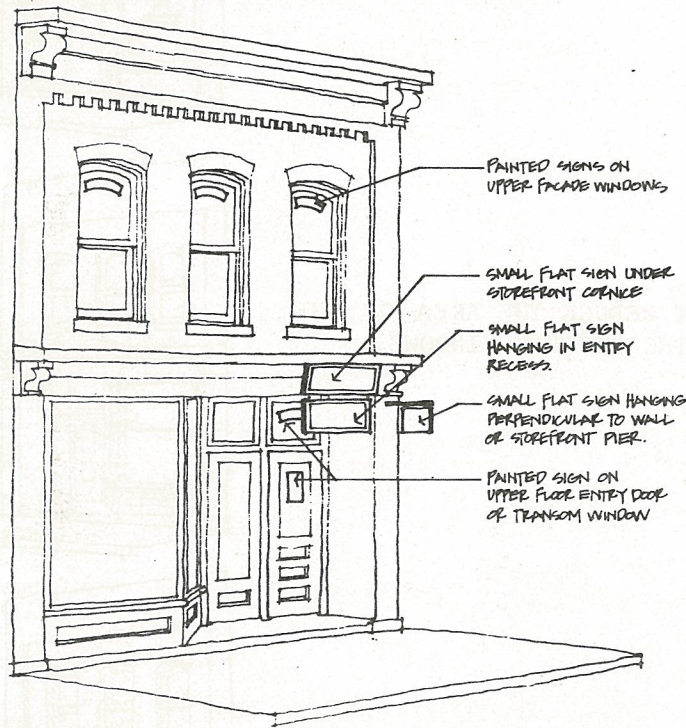 PAINTED SIGNS ON
UPPER FACADE WINDOWS
SMALL FLAT SIGN UNDER
STOREFRONT CORNICE
SMALL FLAT SIGN
HANGING IN ENTRY
RECESS.
SMALL FLAT SIGN HANGING
PERPENDICULAR TO WALL
OR STOREFRONT PIER.
PAINTED SIGN ON
UPPER FLOOR ENTRY DOOR
OR TRANSOM WINDOW